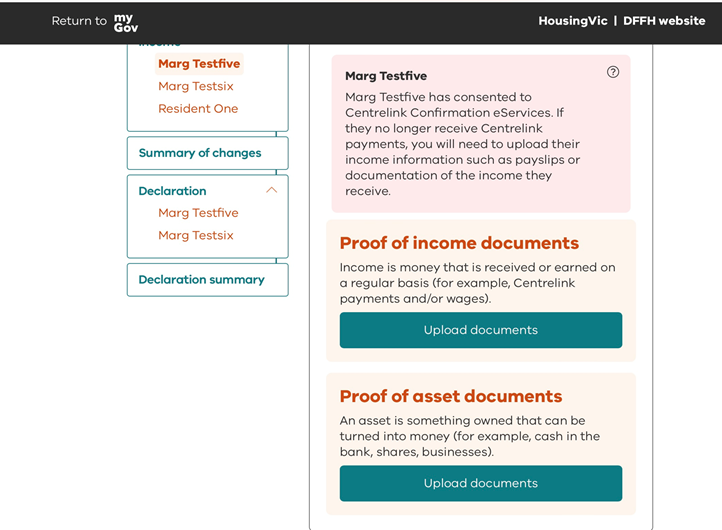 Return to my Gov
HousingVic | DFFH website
Income
Marg Testfive
Marg Testsix
Resident One
Summary of changes
Declaration
Marg Testfive
Marg Testsix
Declaration summary
Marg Testfive
?
Marg Testfive has consented to
Centrelink Confirmation eServices. If
they no longer receive Centrelink
payments, you will need to upload their
income information such as payslips or
documentation of the income they
receive.
Proof of income documents
Income is money that is received or earned on
a regular basis (for example, Centrelink
payments and/or wages).
Upload documents
Proof of asset documents
An asset is something owned that can be
turned into money (for example, cash in the
bank, shares, businesses).
Upload documents